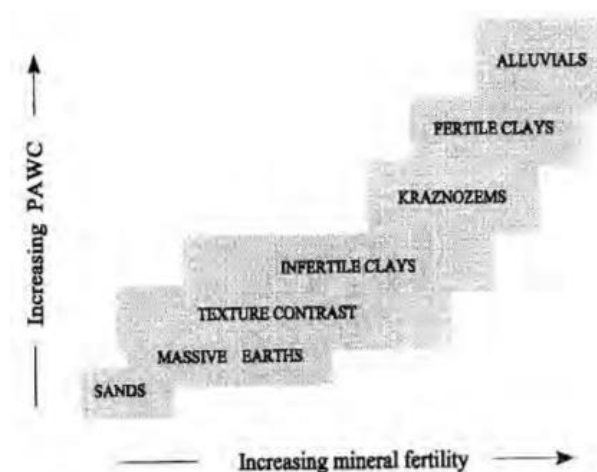 ALLUVIALS
FERTILE CLAYS
KRAZNOZEMS
INFERTILE CLAYS
TEXTURE CONTRAST
MASSIVE EARTHS
SANDS
Increasing PAWC
Increasing mineral fertility